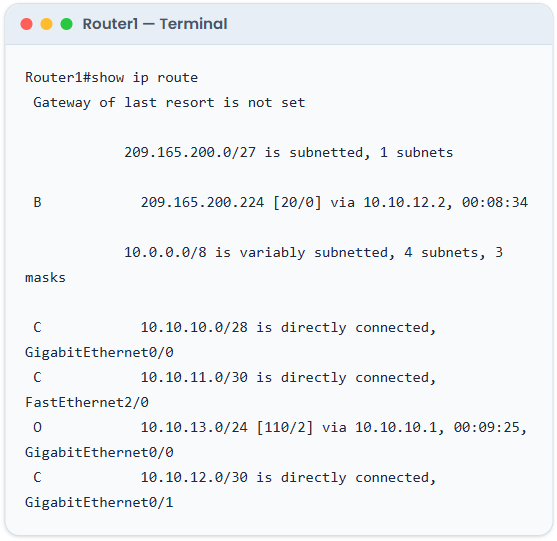 Router1 — Terminal
Router1#show ip route
Gateway of last resort is not set
209.165.200.0/27 is subnetted, 1 subnets
B 209.165.200.224 [20/0] via 10.10.12.2, 00:08:34
10.0.0.0/8 is variably subnetted, 4 subnets, 3
masks
C 10.10.10.0/28 is directly connected,
GigabitEthernet0/0
C 10.10.11.0/30 is directly connected,
FastEthernet2/0
O 10.10.13.0/24 [110/2] via 10.10.10.1, 00:09:25,
GigabitEthernet0/0
C 10.10.12.0/30 is directly connected,
GigabitEthernet0/1